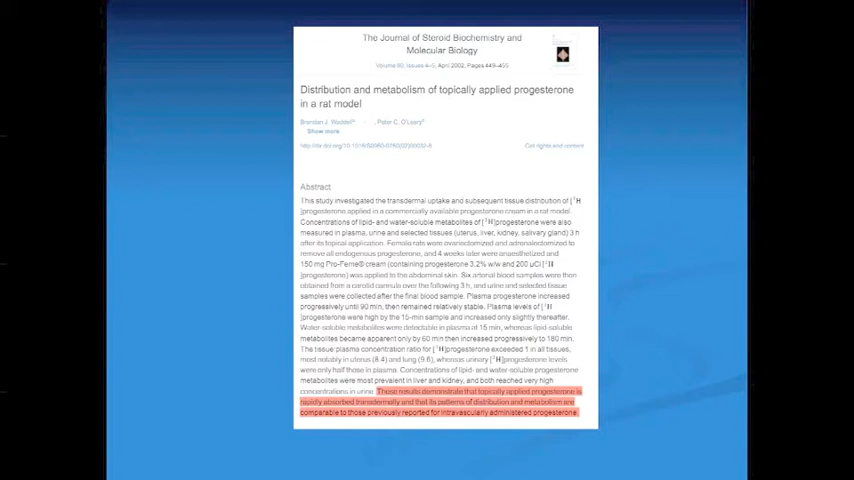 The Journal of Steroid Biochemistry and
Molecular Biology
Volume 80, Issues 4–5, April 2002, Pages 449–455
Distribution and metabolism of topically applied progesterone
in a rat model
Brendan J. Waddell , Peter C. O'Leary
Show more
Get rights and content
Abstract
This study investigated the transdermal uptake and subsequent tissue distribution of [³H
]progesterone applied in a commercially available progesterone cream in a rat model.
Concentrations of lipid- and water-soluble metabolites of [³H]progesterone were also
measured in plasma, urine and selected tissues (uterus, liver, kidney, salivary gland) 3 h
after its topical application. Female rats were ovariectomized and adrenalectomized to
remove all endogenous progesterone, and 4 weeks later were anaesthetized and
150 mg Pro-Feme® cream (containing progesterone 3.2% w/w and 200 μCi [³H
]progesterone) was applied to the abdominal skin. Six arterial blood samples were then
obtained from a carotid cannula over the following 3 h, and urine and selected tissue
samples were collected after the final blood sample. Plasma progesterone increased
progressively until 90 min, then remained relatively stable. Plasma levels of [³H
]progesterone were high by the 15-min sample and increased only slightly thereafter.
Water-soluble metabolites were detectable in plasma at 15 min, whereas lipid-soluble
metabolites became apparent only by 60 min then increased progressively to 180 min.
The tissue:plasma concentration ratio for [³H]progesterone exceeded 1 in all tissues,
most notably in uterus (8.4) and lung (9.6), whereas urinary [³H]progesterone levels
were only half those in plasma. Concentrations of lipid- and water-soluble progesterone
metabolites were most prevalent in liver and kidney, and both reached very high
concentrations in urine. These results demonstrate that topically applied progesterone is
rapidly absorbed transdermally and that its patterns of distribution and metabolism are
comparable to those previously reported for intravascularly administered progesterone.